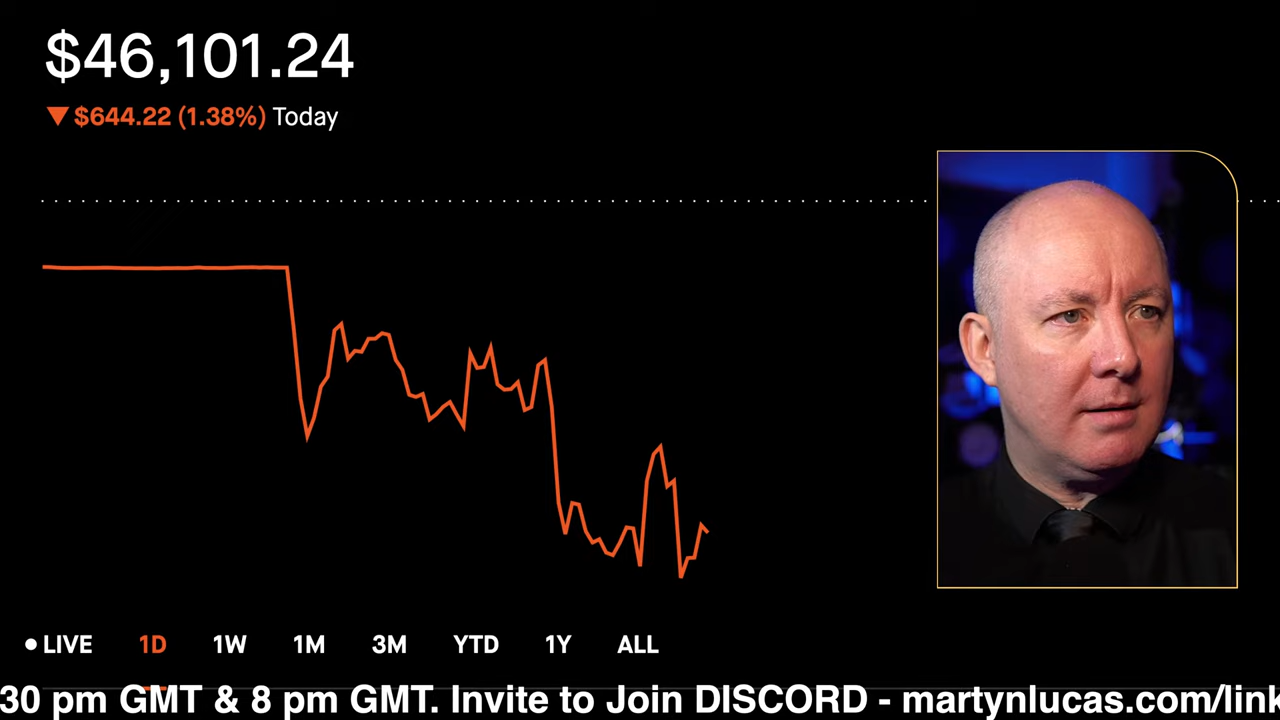 $46,101.24
▼ $644.22 (1.38%) Today
LIVE 1D 1W 1M 3M YTD 1Y ALL
30 pm GMT & 8 pm GMT. Invite to Join DISCORD - martynlucas.com/link